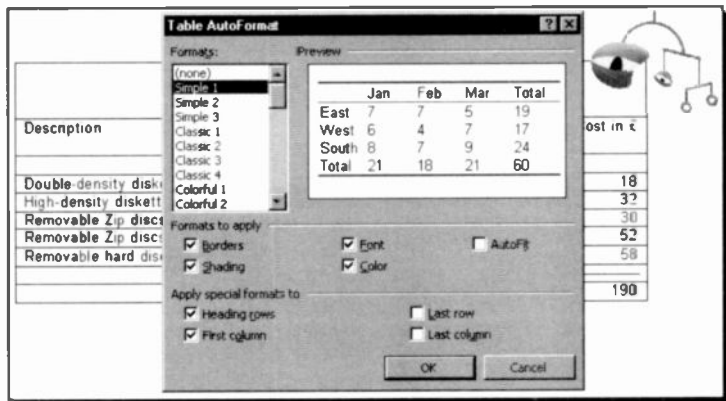 Table AutoFormat
Formats:
(none)
Simple 1
Simple 2
Simple 3
Classic 1
Classic 2
Classic 3
Classic 4
Colorful 1
Colorful 2
Preview
Jan Feb Mar Total
East 7 7 5 19
West 6 4 7 17
South 8 7 9 24
Total 21 18 21 60
Formats to apply
Borders Font AutoFit
Shading Color
Apply special formats to
Heading rows Last row
First column Last column
OK Cancel
Description ost in £
Double-density disk 18
High-density diskett 32
Removable Zip discs 30
Removable Zip discs 52
Removable hard dis 58
190